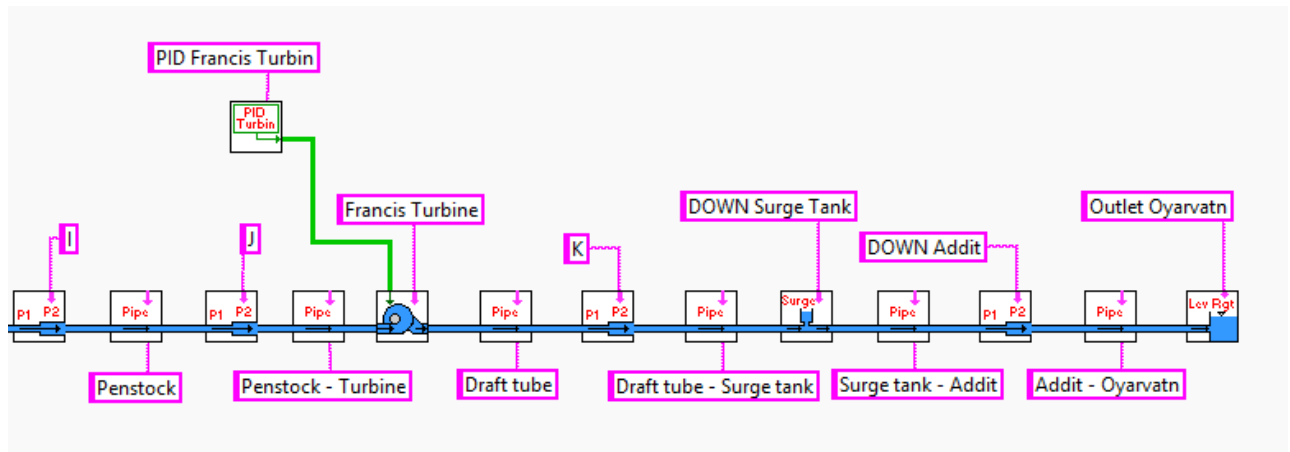 PID Francis Turbin
PID
Turbin
Francis Turbine
DOWN Surge Tank
Outlet Oyarvatn
I
J
K
DOWN Addit
P1 P2
Pipe
P1 P2
Pipe
Pipe
P1 P2
Pipe
Surge
Pipe
P1 P2
Pipe
Lev Rgt
Penstock
Penstock - Turbine
Draft tube
Draft tube - Surge tank
Surge tank - Addit
Addit - Oyarvatn